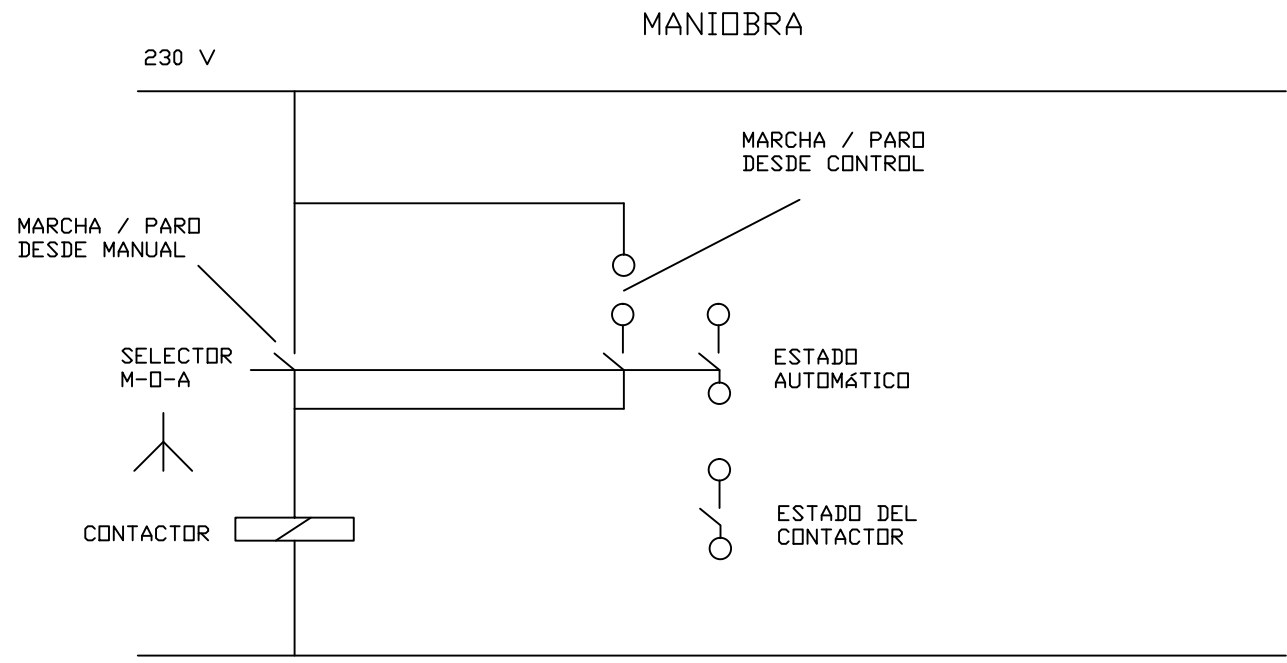 MANIOBRA
230 V
MARCHA / PARO
DESDE CONTROL
MARCHA / PARO
DESDE MANUAL
SELECTOR
M-O-A
ESTADO
AUTOMáTICO
CONTACTOR
ESTADO DEL
CONTACTOR